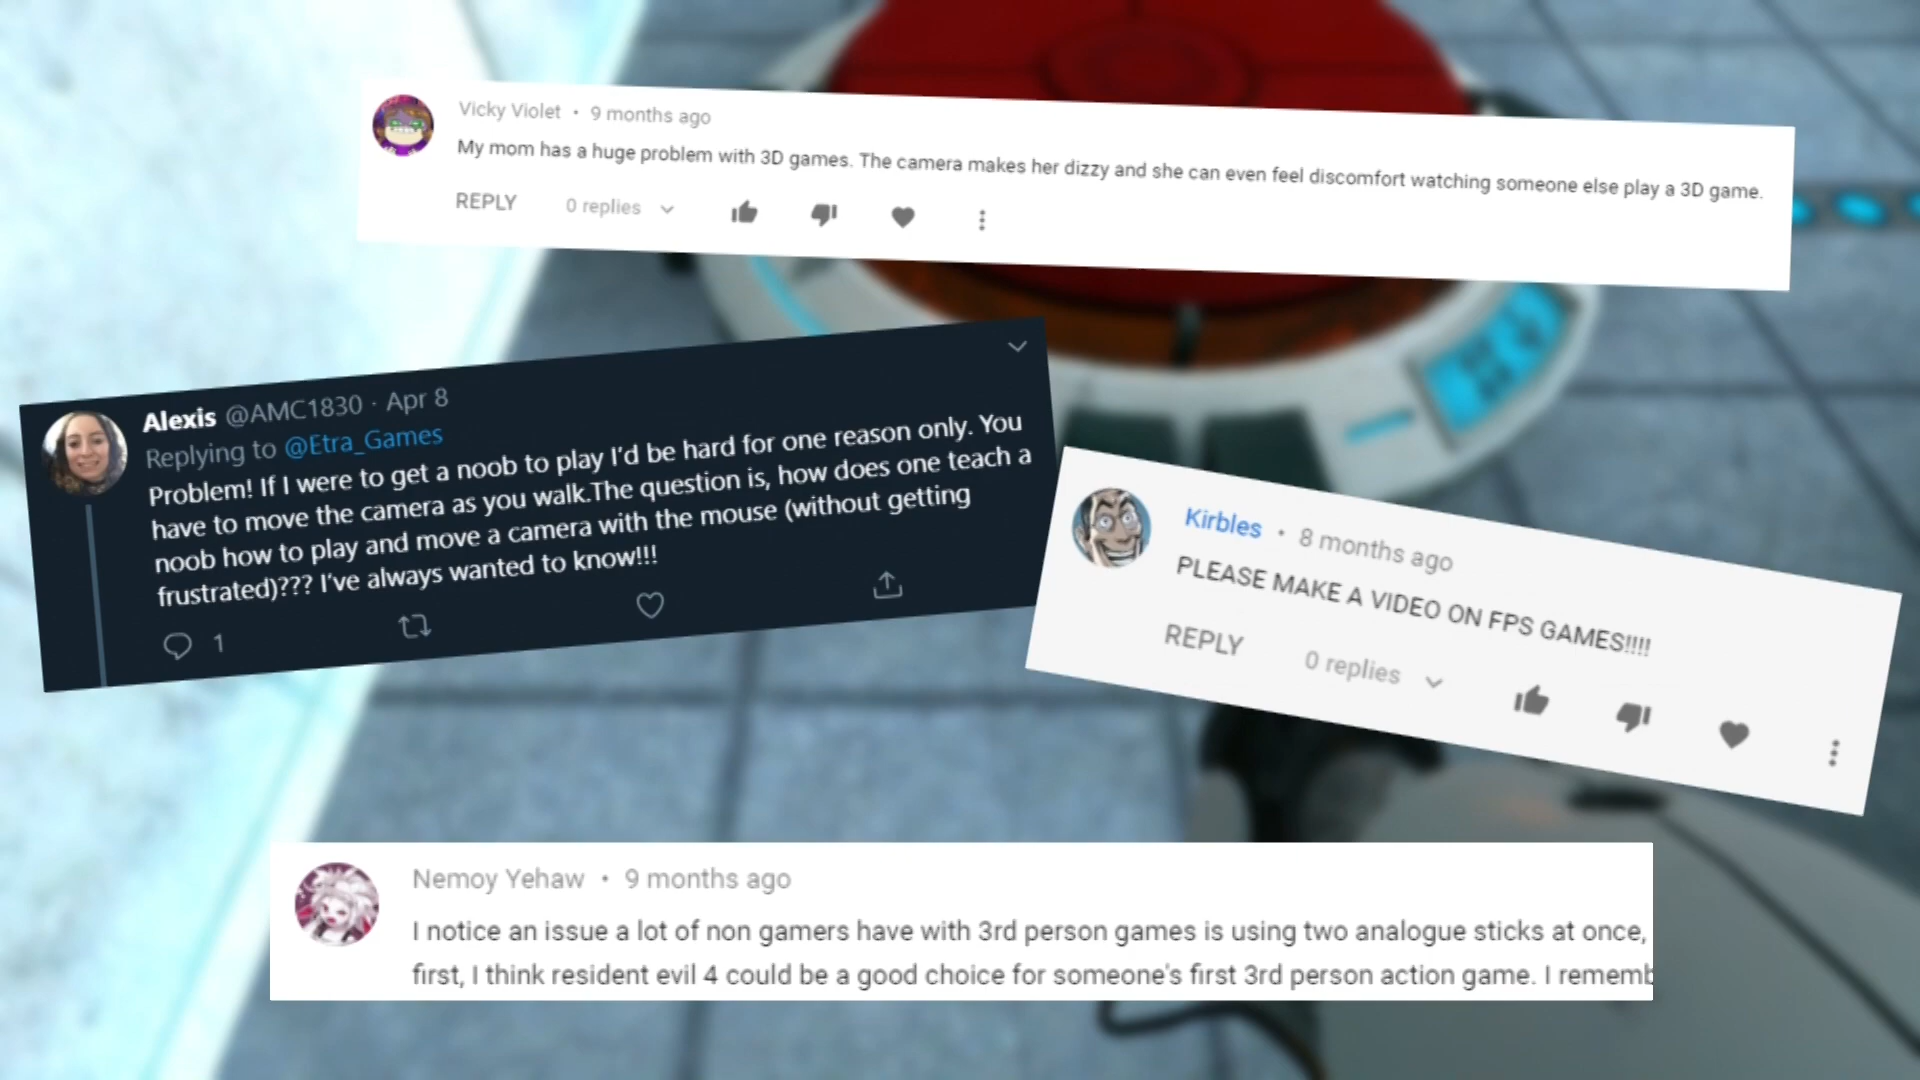 Vicky Violet • 9 months ago
My mom has a huge problem with 3D games. The camera makes her dizzy and she can even feel discomfort watching someone else play a 3D game.
REPLY 0 replies
Alexis @AMC1830 · Apr 8
Replying to @Etra_Games
Problem! If I were to get a noob to play I'd be hard for one reason only. You
have to move the camera as you walk.The question is, how does one teach a
noob how to play and move a camera with the mouse (without getting
frustrated)??? I've always wanted to know!!!
1
Kirbles • 8 months ago
PLEASE MAKE A VIDEO ON FPS GAMES!!!!
REPLY 0 replies
Nemoy Yehaw • 9 months ago
I notice an issue a lot of non gamers have with 3rd person games is using two analogue sticks at once,
first, I think resident evil 4 could be a good choice for someone's first 3rd person action game. I rememb